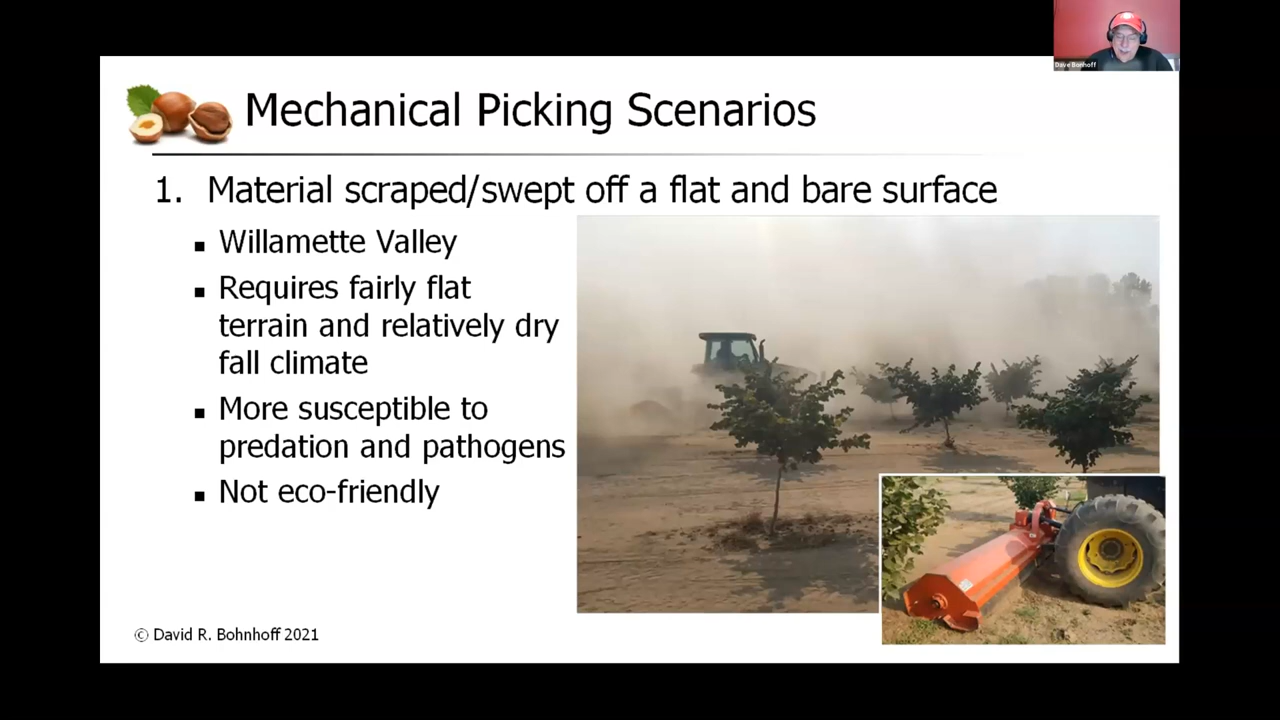 Dave Bonhoff
Mechanical Picking Scenarios
1. Material scraped/swept off a flat and bare surface
▪ Willamette Valley
▪ Requires fairly flat
terrain and relatively dry
fall climate
▪ More susceptible to
predation and pathogens
▪ Not eco-friendly
© David R. Bohnhoff 2021